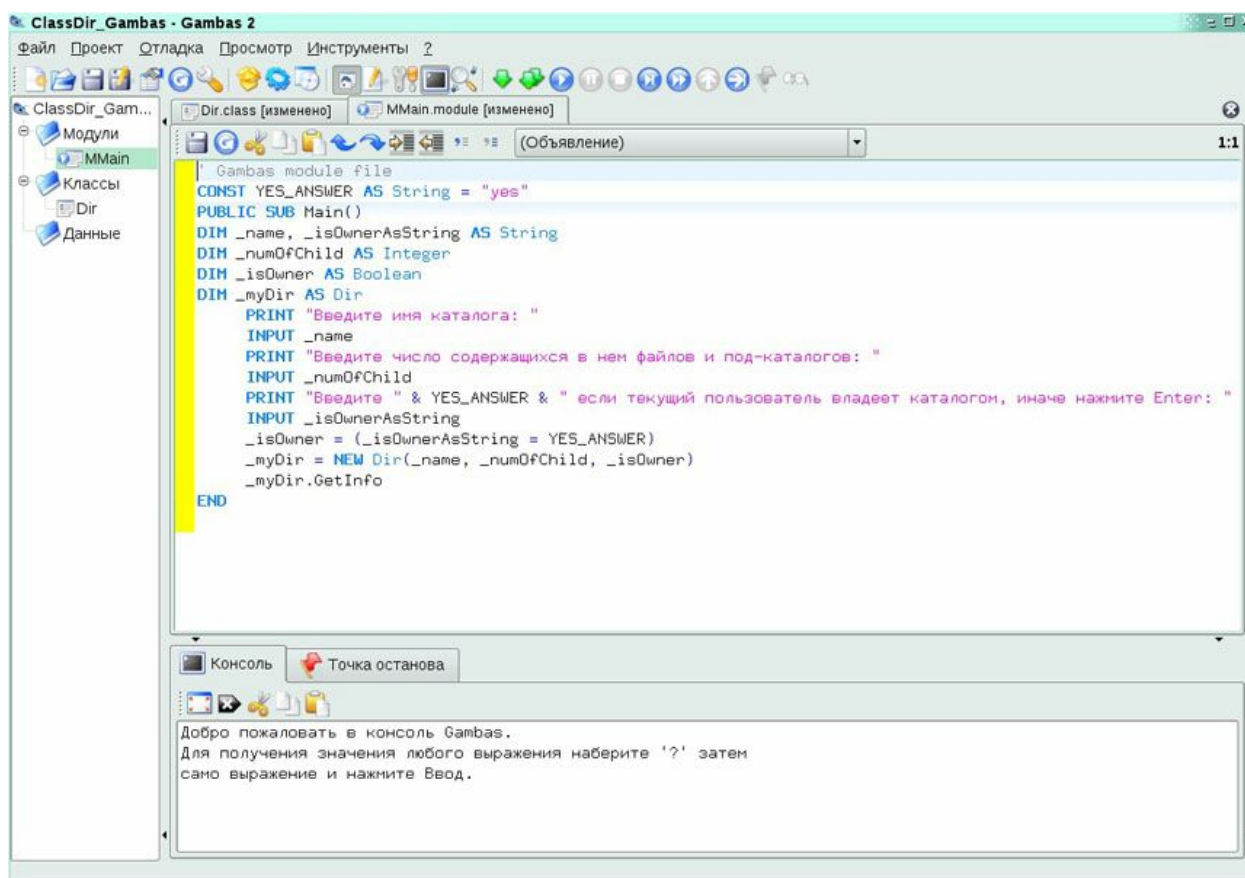 ClassDir_Gambas - Gambas 2
Файл Проект Отладка Просмотр Инструменты ?
ClassDir_Gam...
Модули
MMain
Классы
Dir
Данные
Dir.class [изменено] MMain.module [изменено]
(Объявление) 1:1
' Gambas module file
CONST YES_ANSWER AS String = "yes"
PUBLIC SUB Main()
DIM _name, _isOwnerAsString AS String
DIM _numOfChild AS Integer
DIM _isOwner AS Boolean
DIM _myDir AS Dir
PRINT "Введите имя каталога: "
INPUT _name
PRINT "Введите число содержащихся в нем файлов и под-каталогов: "
INPUT _numOfChild
PRINT "Введите " & YES_ANSWER & " если текущий пользователь владеет каталогом, иначе нажмите Enter: "
INPUT _isOwnerAsString
_isOwner = (_isOwnerAsString = YES_ANSWER)
_myDir = NEW Dir(_name, _numOfChild, _isOwner)
_myDir.GetInfo
END
Консоль Точка останова
Добро пожаловать в консоль Gambas.
Для получения значения любого выражения наберите '?' затем
само выражение и нажмите Ввод.